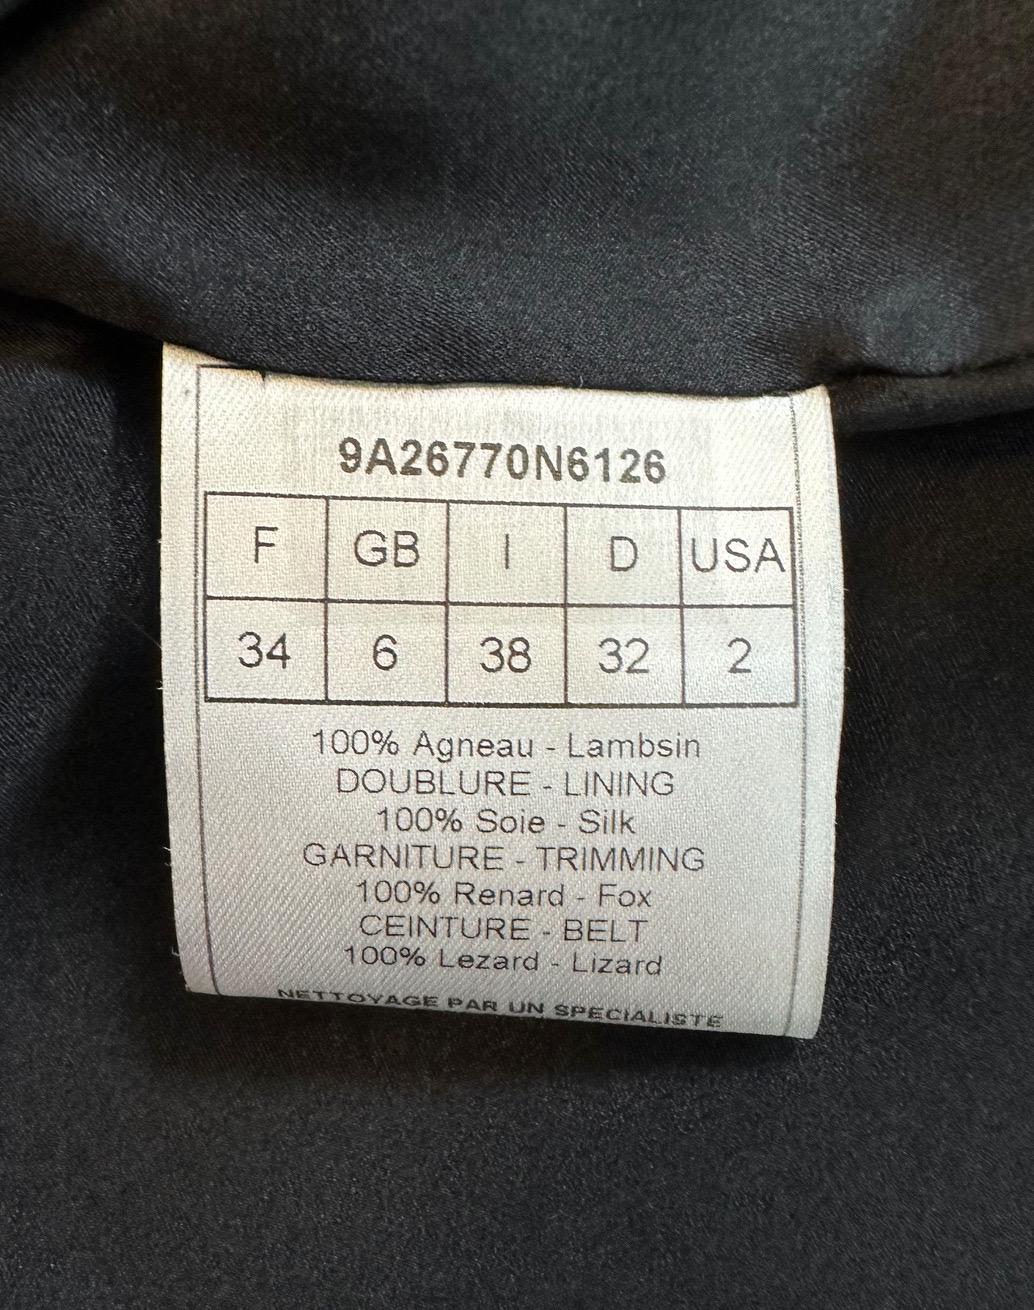 9A26770N6126
F GB I D USA
34 6 38 32 2
100% Agneau - Lambsin
DOUBLURE - LINING
100% Soie - Silk
GARNITURE - TRIMMING
100% Renard - Fox
CEINTURE - BELT
100% Lezard - Lizard
NETTOYAGE PAR UN SPECIALISTE